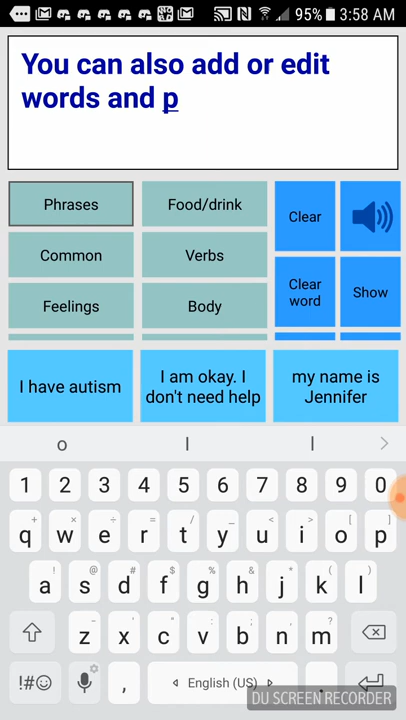 95% 3:58 AM
You can also add or edit
words and p
Phrases
Food/drink
Clear
Common
Verbs
Clear
word
Show
Feelings
Body
I have autism
I am okay. I
don't need help
my name is
Jennifer
o l l >
1 2 3 4 5 6 7 8 9 0
+ × ÷ = / _ < > [ ]
q w e r t y u i o p
! @ # $ % ^ & * ( )
a s d f g h j k l
- ' " : ; , ?
z x c v b n m
!#☺ , English (US) .
DU SCREEN RECORDER